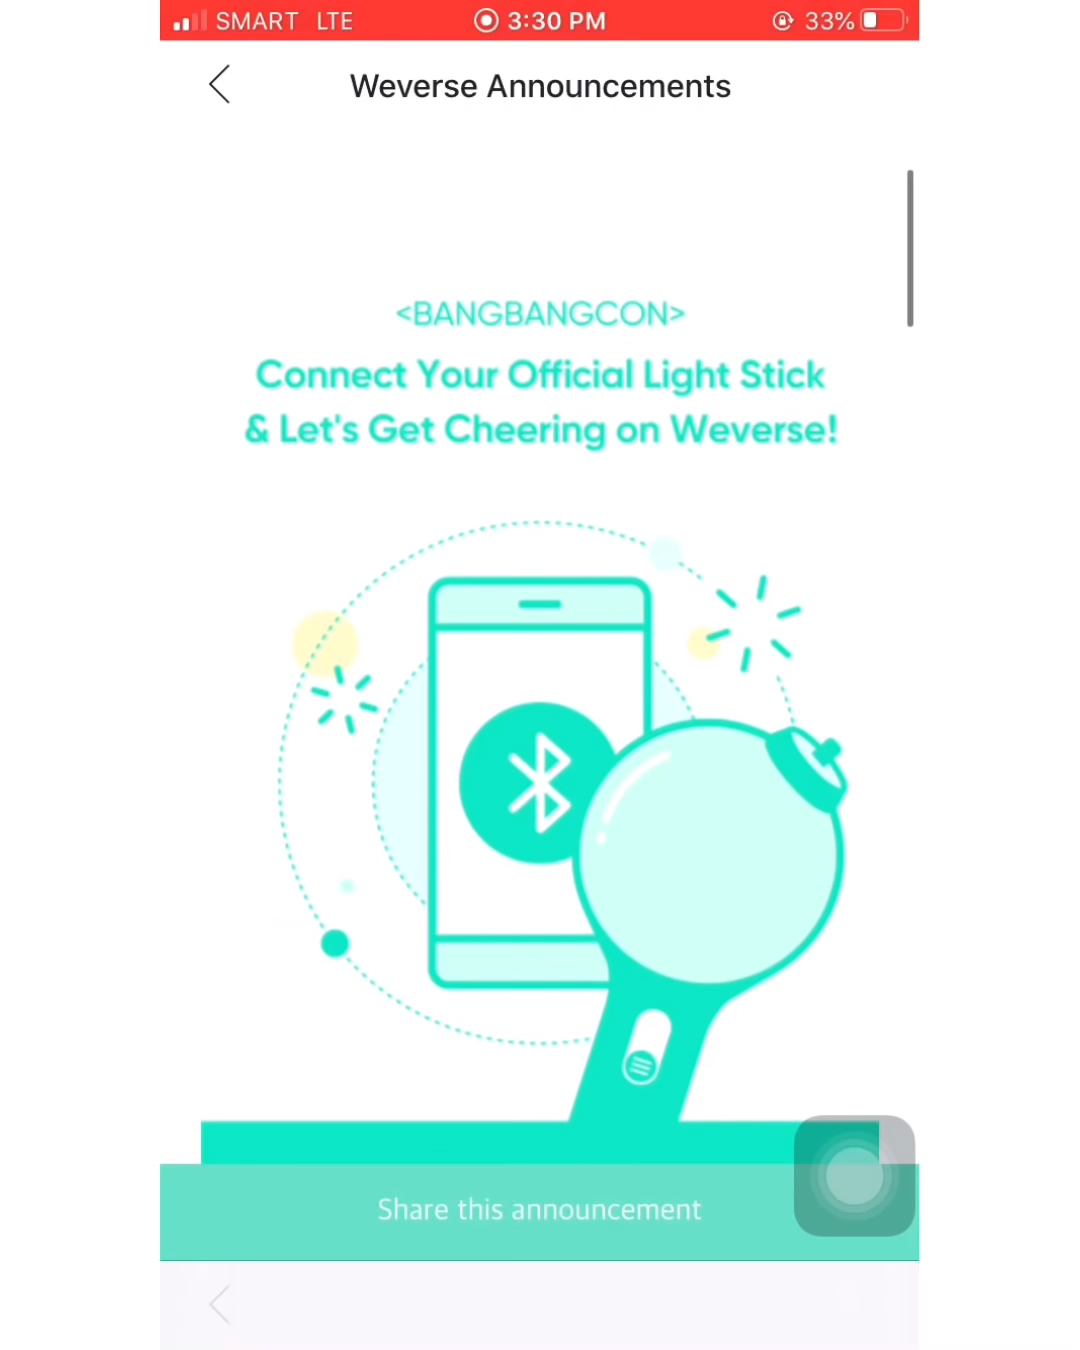 SMART LTE 3:30 PM 33%
Weverse Announcements
<BANGBANGCON>
Connect Your Official Light Stick
& Let's Get Cheering on Weverse!
Share this announcement